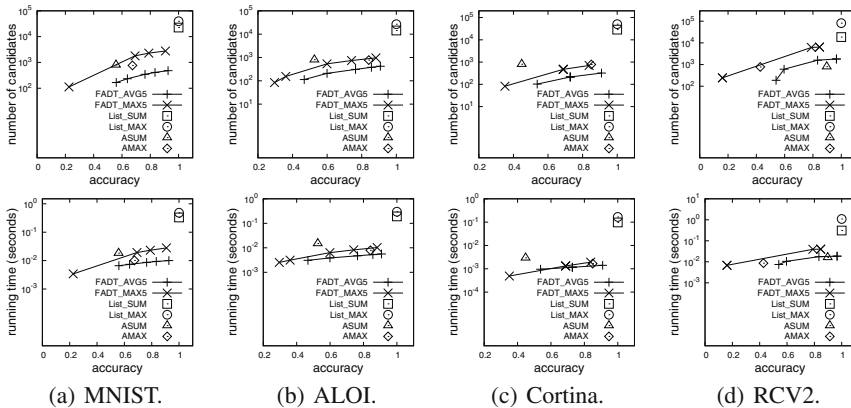 number of candidates
10^5
10^4
10^3
10^2
FADT_AVG5
FADT_MAX5
List_SUM
List_MAX
ASUM
AMAX
0 0.2 0.4 0.6 0.8 1
accuracy
number of candidates
10^5
10^4
10^3
10^2
10^1
FADT_AVG5
FADT_MAX5
List_SUM
List_MAX
ASUM
AMAX
0.2 0.4 0.6 0.8 1
accuracy
number of candidates
10^5
10^4
10^3
10^2
10^1
FADT_AVG5
FADT_MAX5
List_SUM
List_MAX
ASUM
AMAX
0.2 0.4 0.6 0.8 1
accuracy
number of candidates
10^5
10^4
10^3
10^2
FADT_AVG5
FADT_MAX5
List_SUM
List_MAX
ASUM
AMAX
0 0.2 0.4 0.6 0.8 1
accuracy
running time (seconds)
10^0
10^-1
10^-2
10^-3
FADT_AVG5
FADT_MAX5
List_SUM
List_MAX
ASUM
AMAX
0 0.2 0.4 0.6 0.8 1
accuracy
running time (seconds)
10^0
10^-1
10^-2
10^-3
FADT_AVG5
FADT_MAX5
List_SUM
List_MAX
ASUM
AMAX
0.2 0.4 0.6 0.8 1
accuracy
running time (seconds)
10^0
10^-1
10^-2
10^-3
10^-4
FADT_AVG5
FADT_MAX5
List_SUM
List_MAX
ASUM
AMAX
0.2 0.4 0.6 0.8 1
accuracy
running time (seconds)
10^1
10^0
10^-1
10^-2
10^-3
FADT_AVG5
FADT_MAX5
List_SUM
List_MAX
ASUM
AMAX
0 0.2 0.4 0.6 0.8 1
accuracy
(a) MNIST.
(b) ALOI.
(c) Cortina.
(d) RCV2.